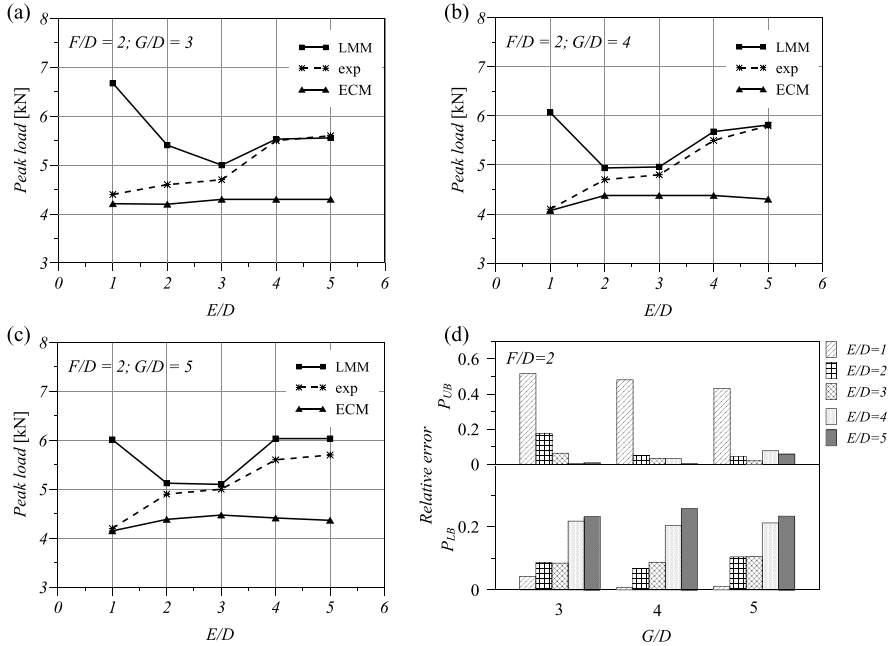 (a)
F/D = 2; G/D = 3
LMM
exp
ECM
Peak load [kN]
8
7
6
5
4
3
0 1 2 3 4 5 6
E/D
(b)
F/D = 2; G/D = 4
LMM
exp
ECM
Peak load [kN]
8
7
6
5
4
3
0 1 2 3 4 5 6
E/D
(c)
F/D = 2; G/D = 5
LMM
exp
ECM
Peak load [kN]
8
7
6
5
4
3
0 1 2 3 4 5 6
E/D
(d)
F/D=2
E/D=1
E/D=2
E/D=3
E/D=4
E/D=5
Relative error
P_UB
0.6
0.4
0.2
0
P_LB
0.2
0
3 4 5
G/D